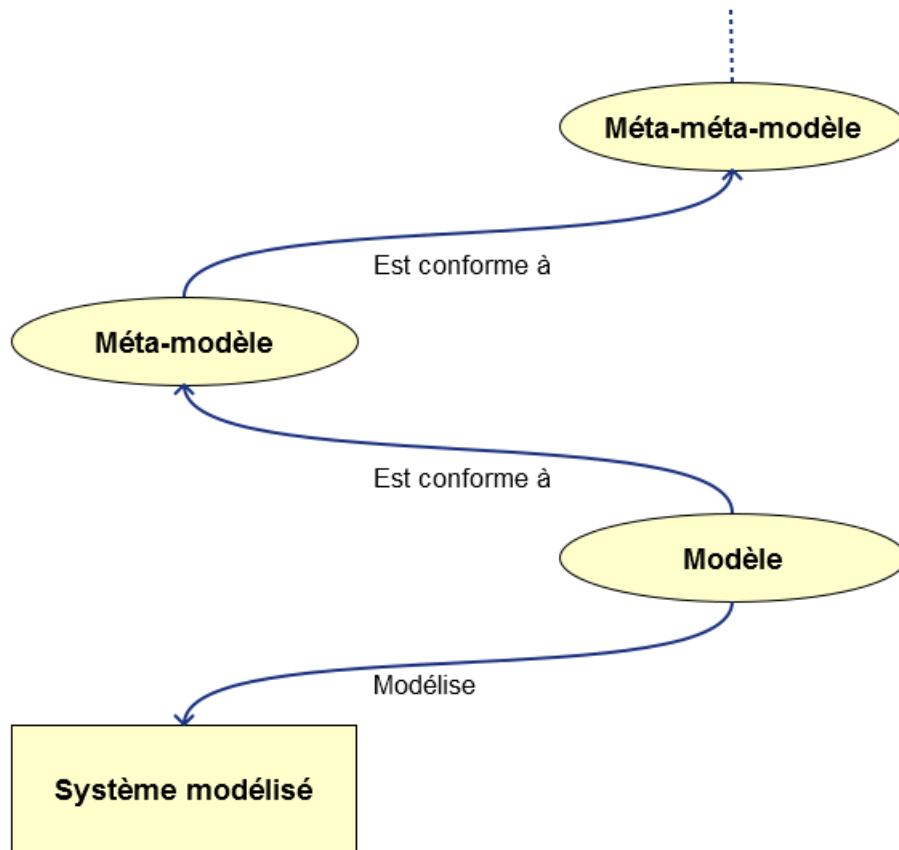 Méta-méta-modèle
Est conforme à
Méta-modèle
Est conforme à
Modèle
Modélise
Système modélisé